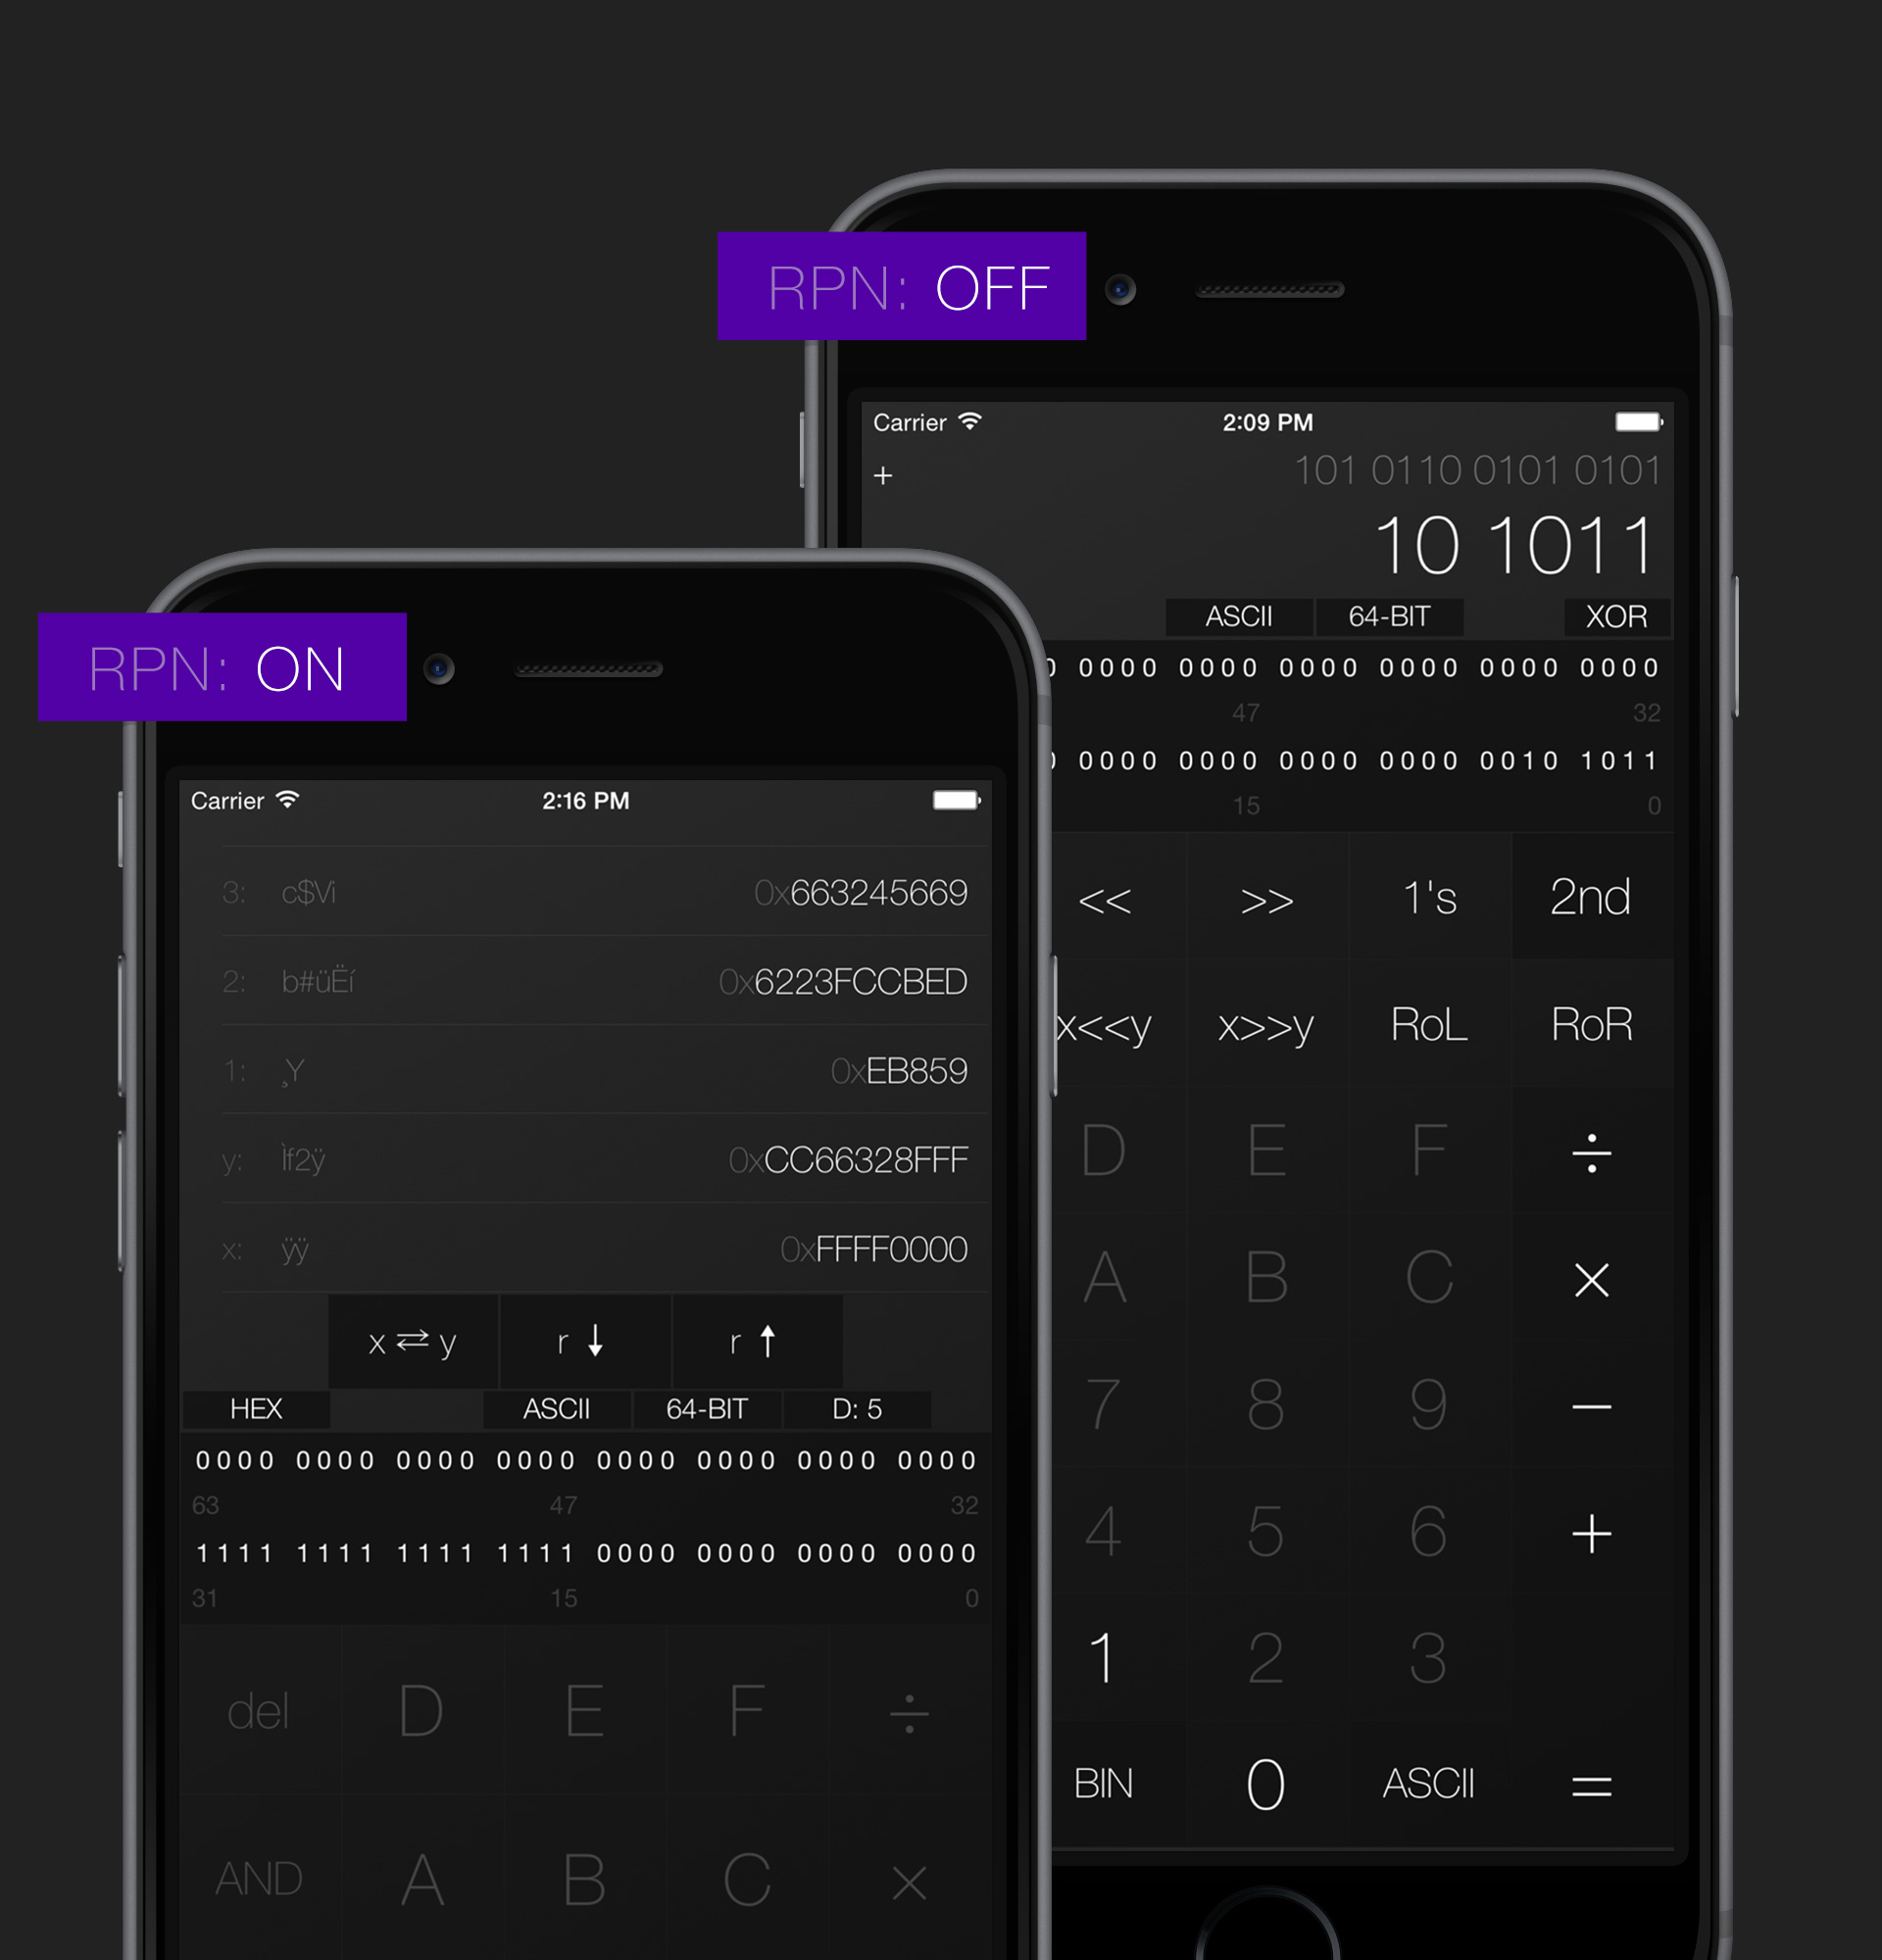 RPN: OFF
Carrier 2:09 PM
+ 101 0110 0101 0101
10 1011
ASCII 64-BIT XOR
0000 0000 0000 0000 0000 0000
47 32
0000 0000 0000 0000 0010 1011
15 0
<< >> 1's 2nd
x<<y x>>y RoL RoR
D E F ÷
A B C ×
7 8 9 −
4 5 6 +
1 2 3
BIN 0 ASCII =
RPN: ON
Carrier 2:16 PM
3: c$Vi 0x663245669
2: b#üËí 0x6223FCCBED
1: ¸Y 0xEB859
y: Ìf2ÿ 0xCC66328FFF
x: ÿÿ 0xFFFF0000
x ⇄ y r ↓ r ↑
HEX ASCII 64-BIT D: 5
0000 0000 0000 0000 0000 0000 0000 0000
63 47 32
1111 1111 1111 1111 0000 0000 0000 0000
31 15 0
del D E F ÷
AND A B C ×